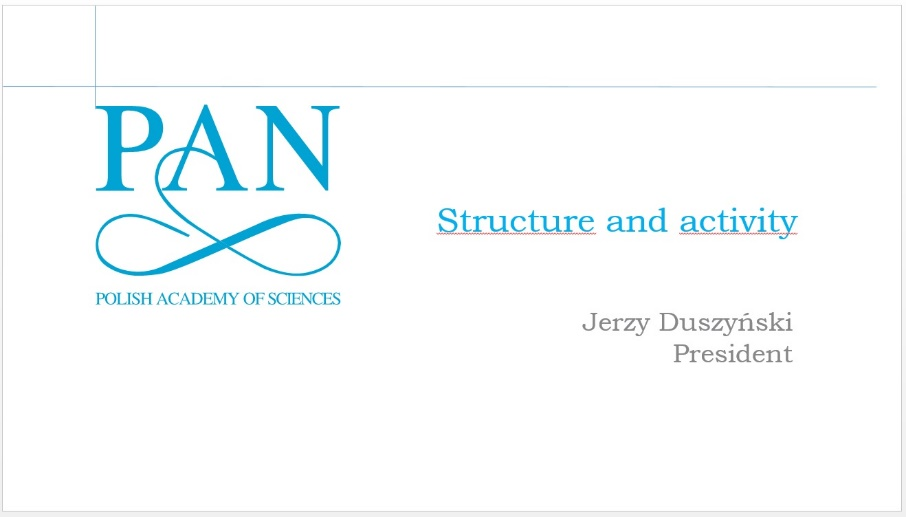 PAN
POLISH ACADEMY OF SCIENCES
Structure and activity
Jerzy Duszyński
President